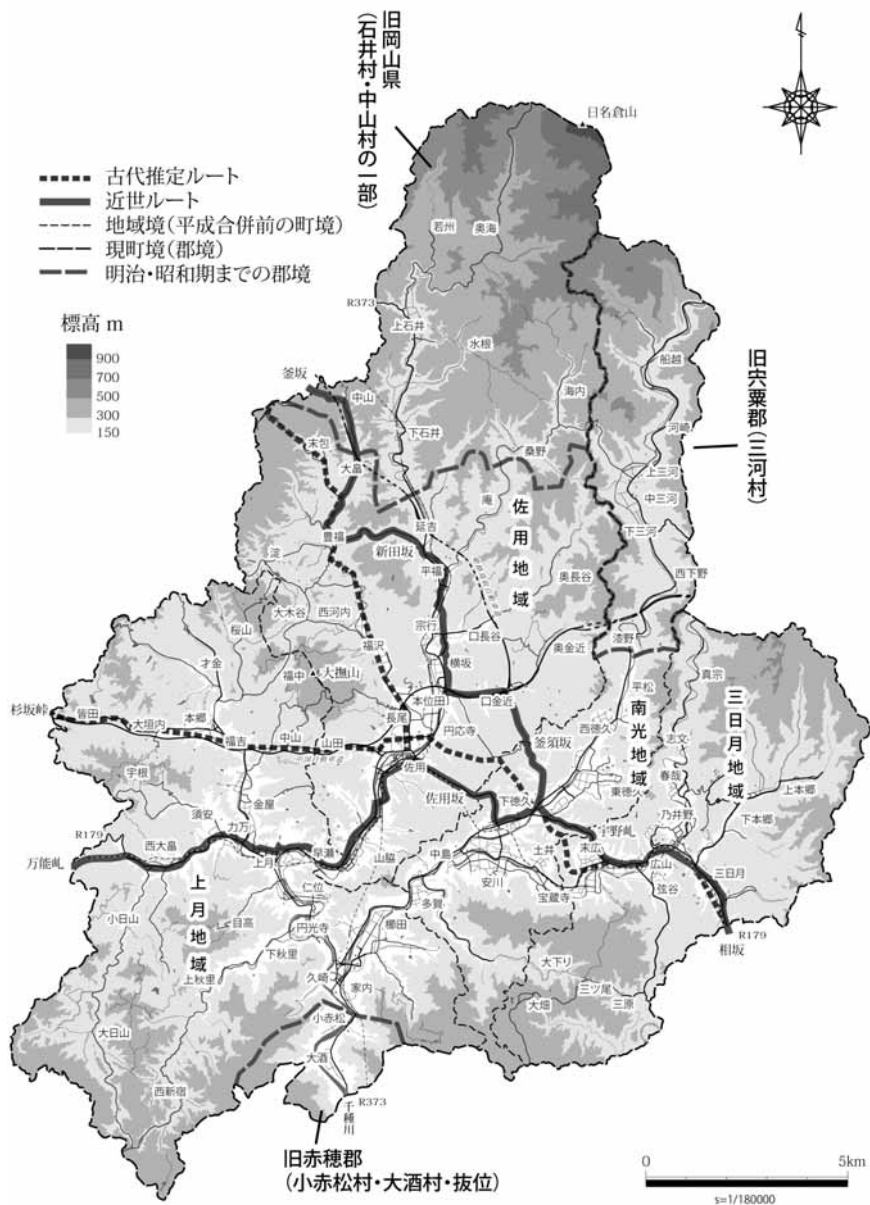 旧岡山県
(石井村・中山村の一部)
日名倉山
古代推定ルート
近世ルート
地域境(平成合併前の町境)
現町境(郡境)
明治・昭和期までの郡境
標高 m
900
700
500
300
150
若州
奥海
R373
上石井
水根
船越
釜坂
中山
海内
河崎
旧宍粟郡(三河村)
末包
下石井
桑野
上三河
大畠
中三河
庵
佐用地域
延吉
下三河
豊福
新田坂
淀
平福
奥長谷
西下野
大木谷
西河内
桜山
宗行
口長谷
漆野
福沢
奥金近
才金
大撫山
横坂
真宗
福中
平松
三日月地域
杉坂峠
皆田
本郷
本位田
口金近
南光地域
大垣内
長尾
福吉
中山
山田
円応寺
釜須坂
西徳久
志文
宇根
佐用
東徳久
春哉
上本郷
金屋
佐用坂
下徳久
乃井野
下本郷
須安
力万
宇野乢
R179
西大畠
早瀬
中島
土井
末広
万能乢
上月
山脇
広山
三日月
安川
宝蔵寺
弦谷
上月地域
仁位
多賀
小日山
目高
円光寺
櫛田
R179
相坂
下秋里
大下り
上秋里
久崎
家内
三ツ尾
大畑
三原
小赤松
大日山
大酒
西新宿
千種川
R373
旧赤穂郡
(小赤松村・大酒村・抜位)
0
5km
s=1/180000